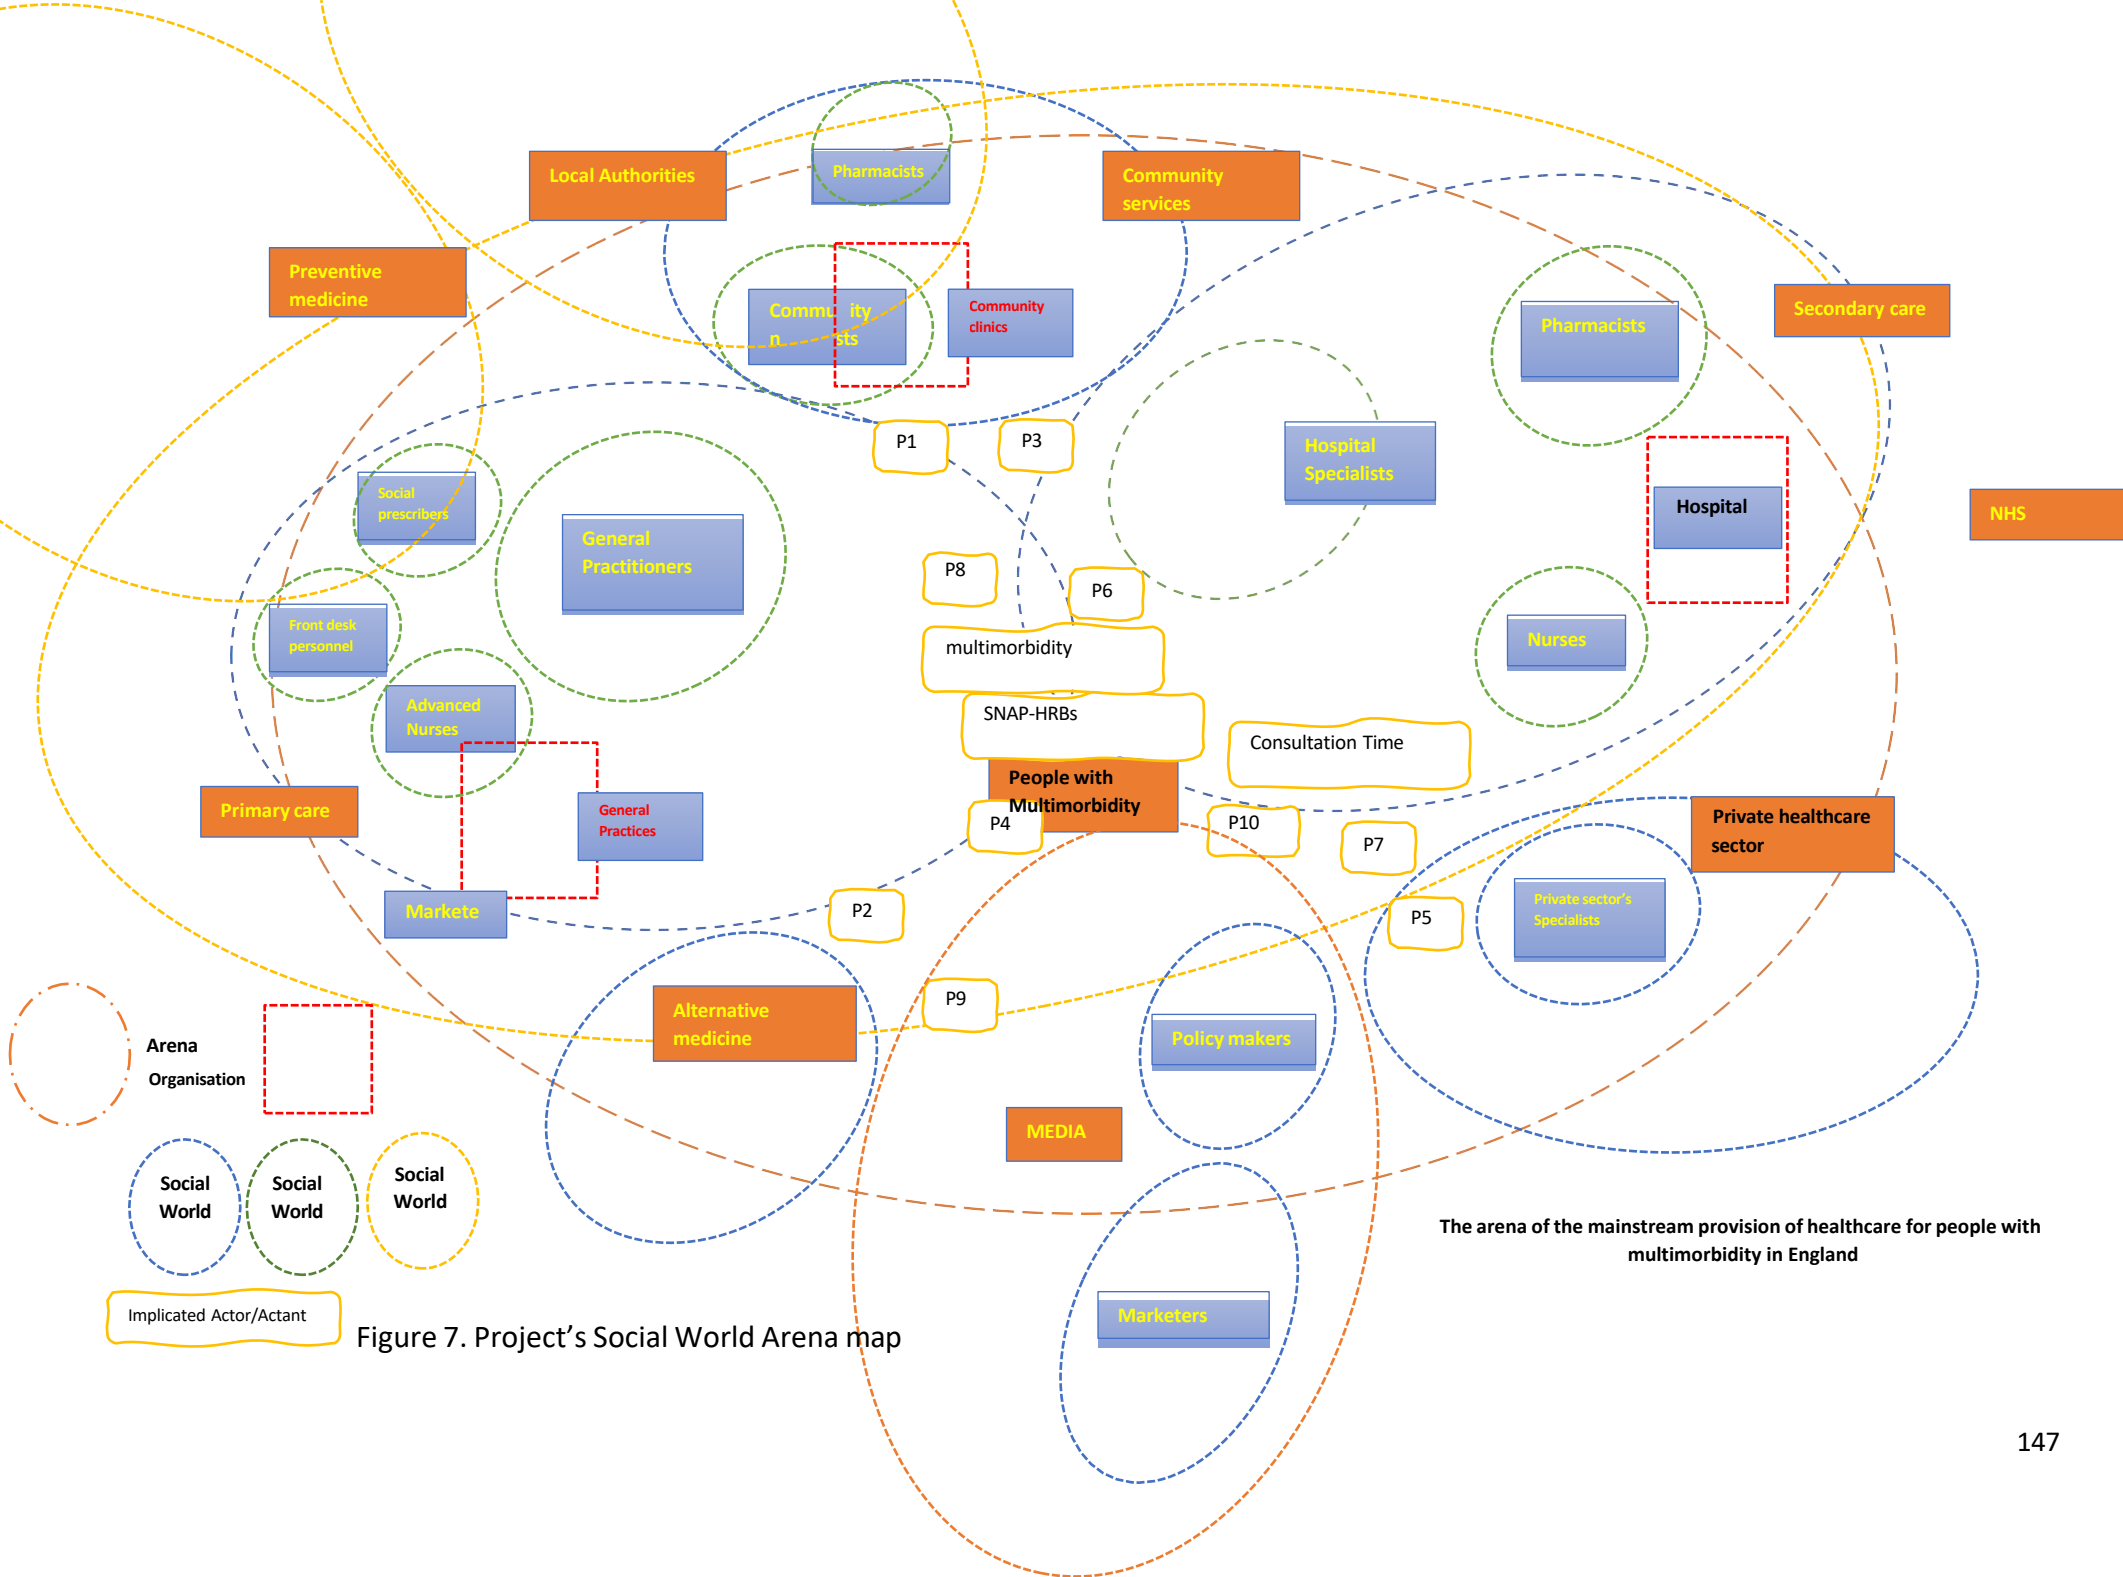 Local Authorities
Pharmacists
Community
services
Preventive
medicine
Commu ity
n sts
Community
clinics
Pharmacists
Secondary care
P1
P3
Hospital
Specialists
Social
prescribers
General
Practitioners
Hospital
NHS
P8
P6
Front desk
personnel
multimorbidity
Nurses
Advanced
Nurses
SNAP-HRBs
Consultation Time
People with
Multimorbidity
Primary care
General
Practices
P4
P10
P7
Private healthcare
sector
Markete
P2
P5
Private sector's
Specialists
Alternative
medicine
P9
Policy makers
Arena
Organisation
MEDIA
Social
World
Social
World
Social
World
The arena of the mainstream provision of healthcare for people with
multimorbidity in England
Implicated Actor/Actant
Marketers
Figure 7. Project’s Social World Arena map
147